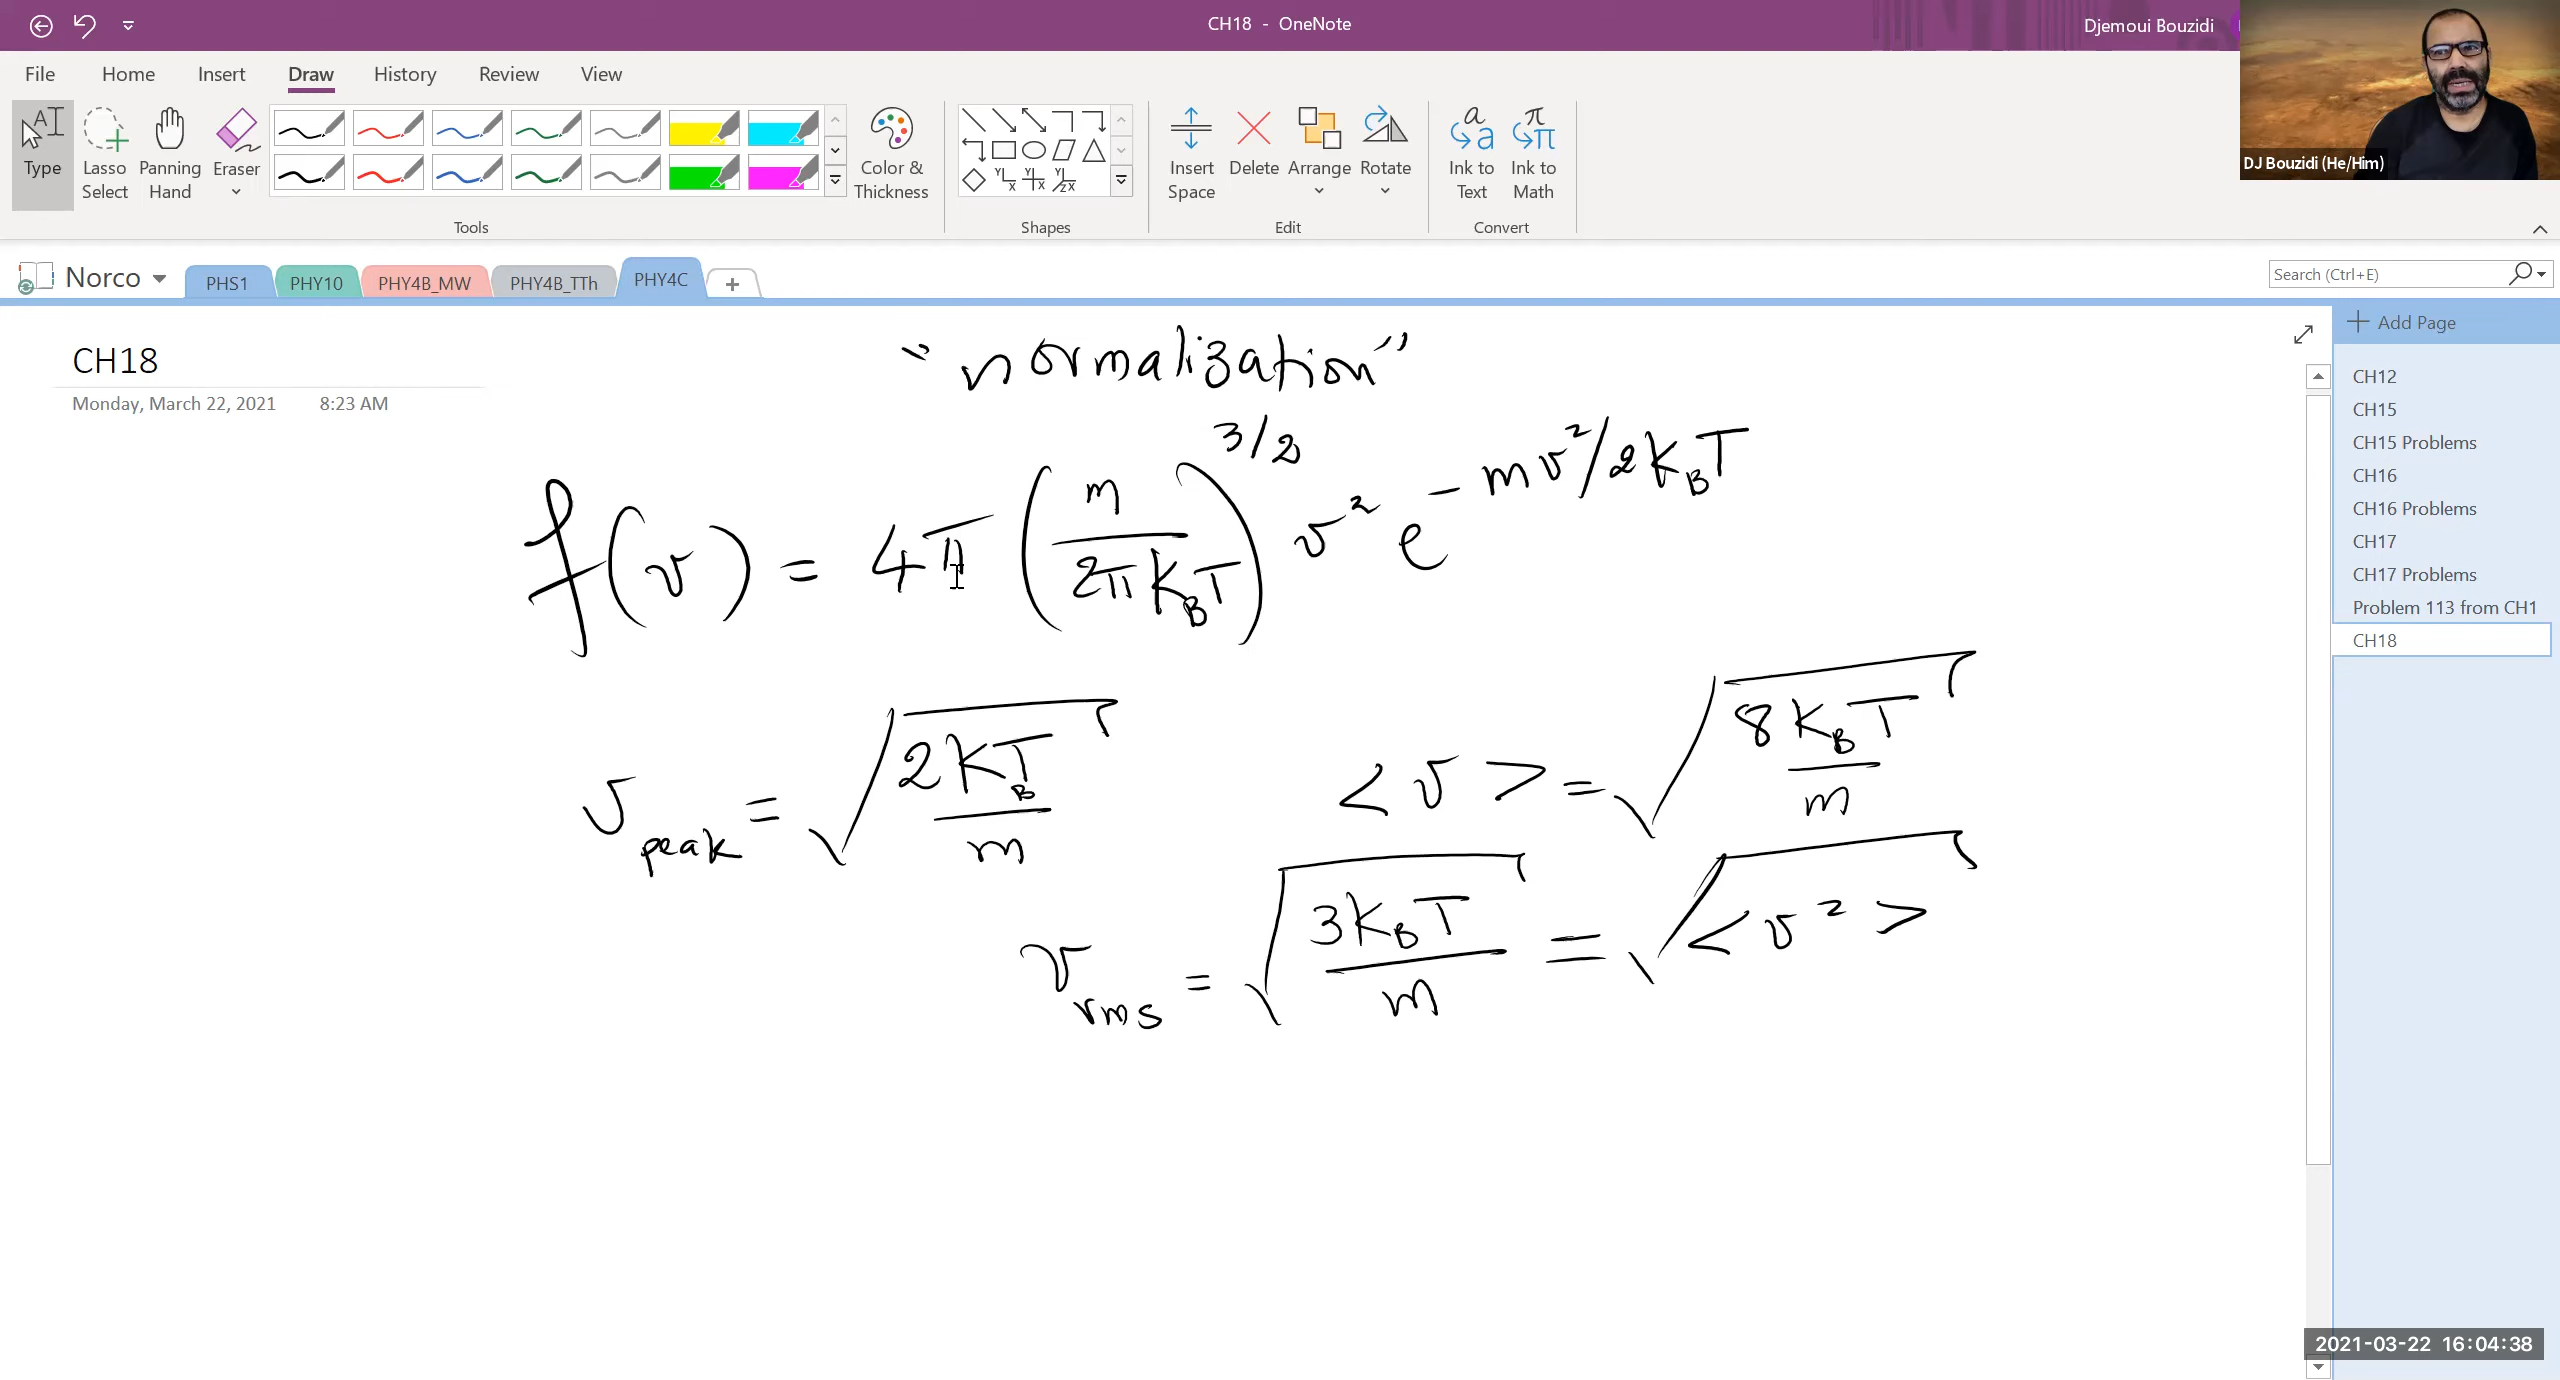 CH18 - OneNote
Djemoui Bouzidi
File Home Insert Draw History Review View
Type
Lasso Select
Panning Hand
Eraser
Color & Thickness
Insert Space
Delete
Arrange
Rotate
Ink to Text
Ink to Math
Tools
Shapes
Edit
Convert
DJ Bouzidi (He/Him)
Norco
PHS1 PHY10 PHY4B_MW PHY4B_TTh PHY4C
Search (Ctrl+E)
Add Page
CH12
CH15
CH15 Problems
CH16
CH16 Problems
CH17
CH17 Problems
Problem 113 from CH1
CH18
CH18
Monday, March 22, 2021 8:23 AM
"normalization"
f(v) = 4π (m / 2πK_BT)^3/2 v² e^-mv²/2K_BT
v_peak = √(2K_BT / m)
<v> = √(8K_BT / m)
v_rms = √(3K_BT / m) = √<v²>
2021-03-22 16:04:38